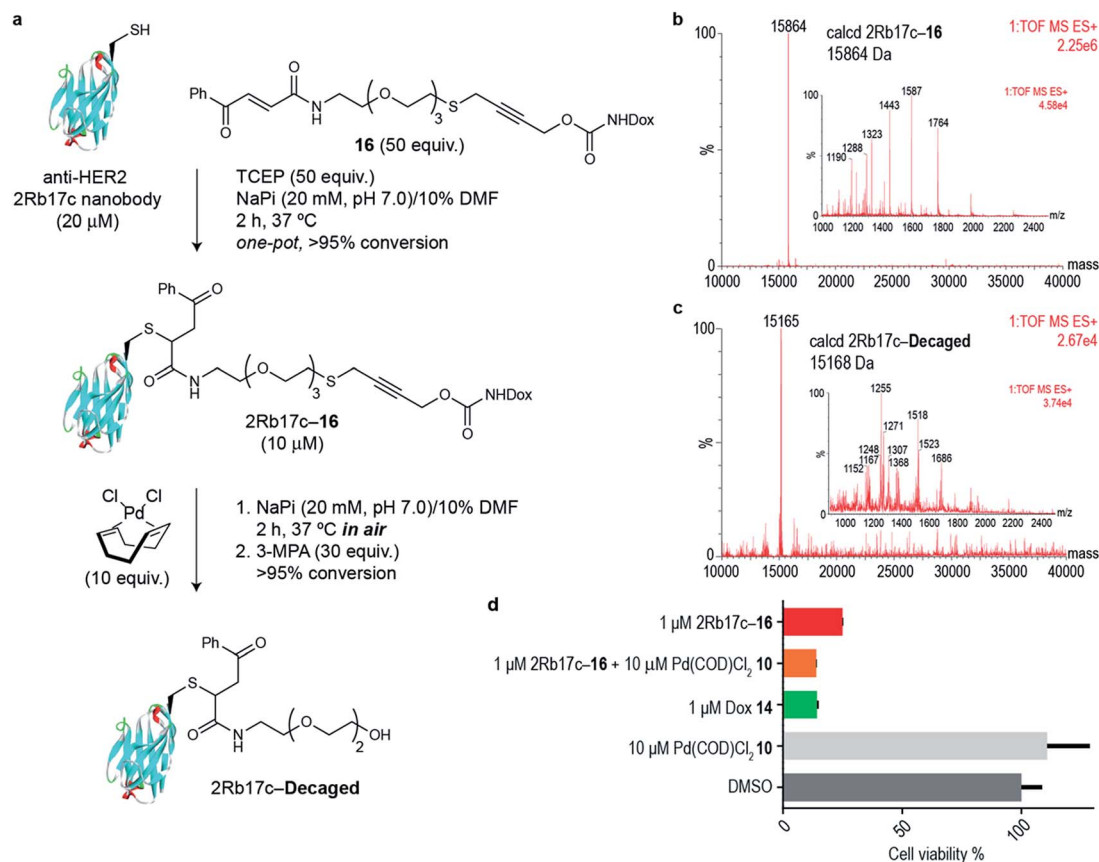 a
SH
Ph
O
O
N
H
O
3
S
O
O
NHDox
16 (50 equiv.)
anti-HER2
2Rb17c nanobody
(20 µM)
TCEP (50 equiv.)
NaPi (20 mM, pH 7.0)/10% DMF
2 h, 37 ºC
one-pot, >95% conversion
Ph
O
S
O
N
H
O
3
S
O
O
NHDox
2Rb17c–16
(10 µM)
Cl Cl
Pd
(10 equiv.)
1. NaPi (20 mM, pH 7.0)/10% DMF
2 h, 37 ºC in air
2. 3-MPA (30 equiv.)
>95% conversion
Ph
O
S
O
N
H
O
2
OH
2Rb17c–Decaged
b
100
%
0
15864
calcd 2Rb17c–16
15864 Da
1:TOF MS ES+
2.25e6
1:TOF MS ES+
4.58e4
100
%
0
1190
1288
1323
1443
1587
1764
1000 1200 1400 1600 1800 2000 2200 2400 m/z
10000 15000 20000 25000 30000 35000 40000 mass
c
100
%
0
15165
calcd 2Rb17c–Decaged
15168 Da
1:TOF MS ES+
2.67e4
1:TOF MS ES+
3.74e4
100
%
0
1255
1271
1248
1167
1152
1307
1368
1518
1523
1686
1000 1200 1400 1600 1800 2000 2200 2400 m/z
10000 15000 20000 25000 30000 35000 40000 mass
d
1 µM 2Rb17c–16
1 µM 2Rb17c–16 + 10 µM Pd(COD)Cl2 10
1 µM Dox 14
10 µM Pd(COD)Cl2 10
DMSO
0 50 100
Cell viability %